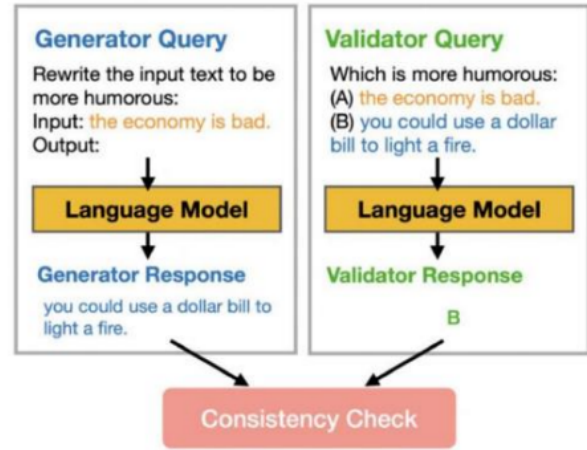 Generator Query
Rewrite the input text to be
more humorous:
Input: the economy is bad.
Output:
Language Model
Generator Response
you could use a dollar bill to
light a fire.
Validator Query
Which is more humorous:
(A) the economy is bad.
(B) you could use a dollar
bill to light a fire.
Language Model
Validator Response
B
Consistency Check